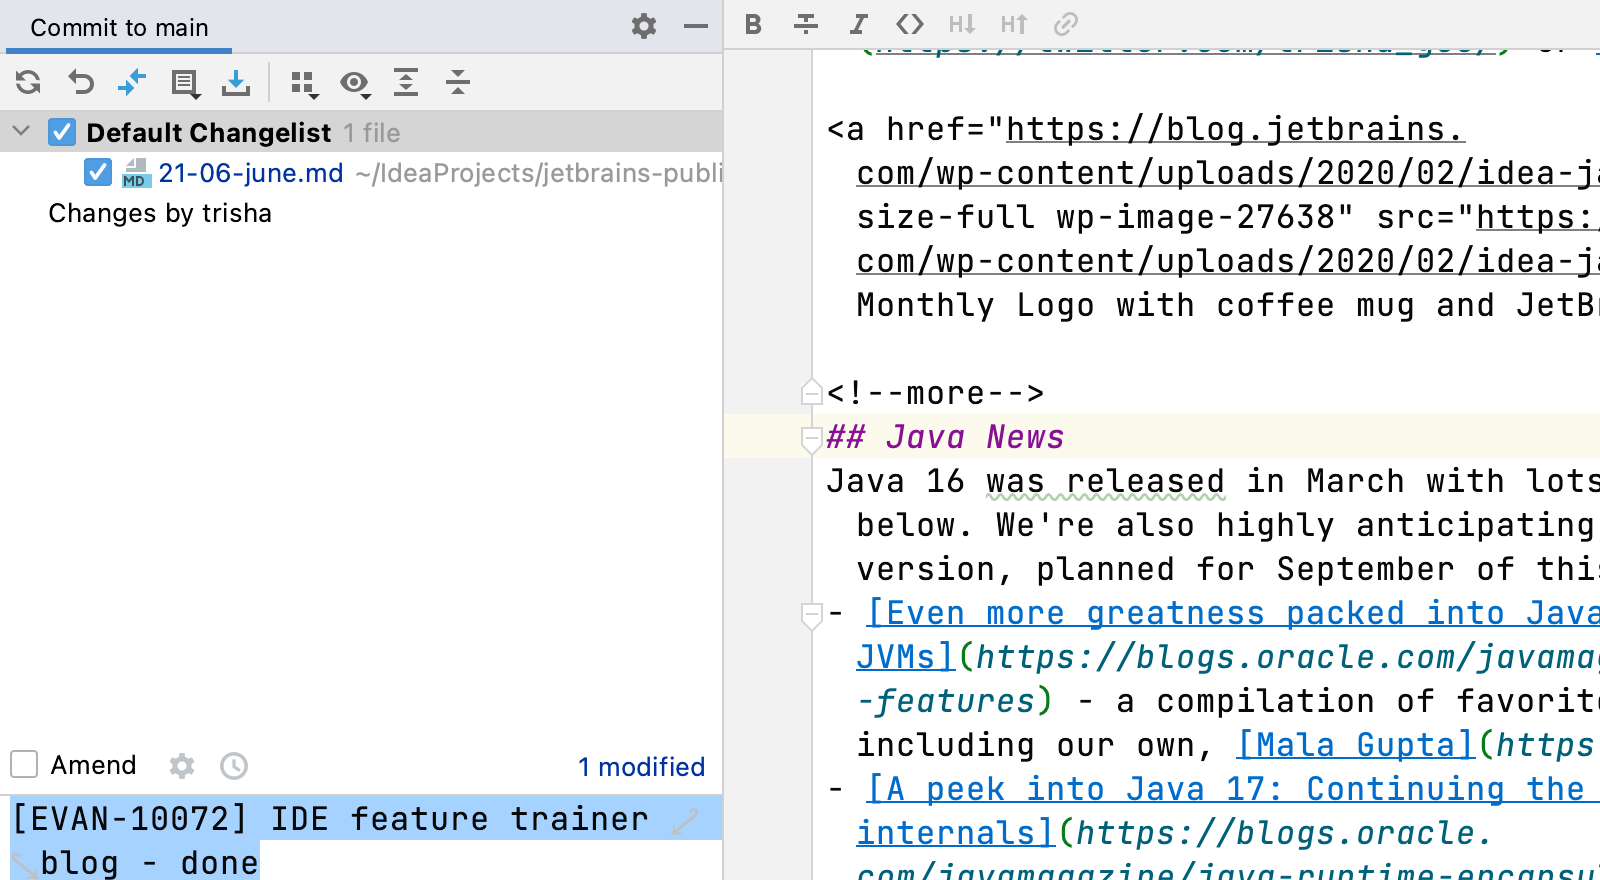 Commit to main
Default Changelist 1 file
MD 21-06-june.md ~/IdeaProjects/jetbrains-publi
Changes by trisha
Amend
1 modified
[EVAN-10072] IDE feature trainer
blog - done
B I <> H↓ H↑
<a href="https://blog.jetbrains.
com/wp-content/uploads/2020/02/idea-ja
size-full wp-image-27638" src="https:/
com/wp-content/uploads/2020/02/idea-ja
Monthly Logo with coffee mug and JetBr
<!--more-->
## Java News
Java 16 was released in March with lots
below. We're also highly anticipating
version, planned for September of this
- [Even more greatness packed into Java
JVMs](https://blogs.oracle.com/javamag
-features) - a compilation of favorite
including our own, [Mala Gupta](https
- [A peek into Java 17: Continuing the
internals](https://blogs.oracle.
com/javamagazine/java-runtime-encapsu